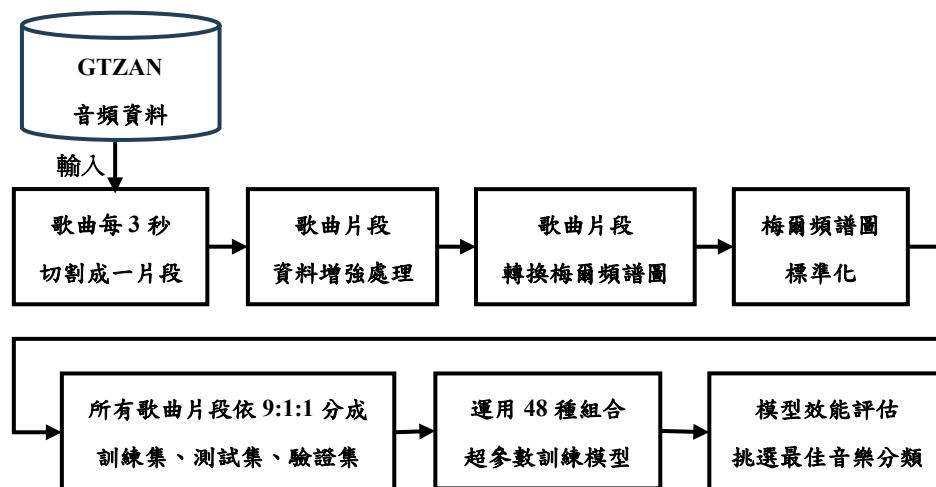 GTZAN
音頻資料
輸入
歌曲每 3 秒
切割成一片段
歌曲片段
資料增強處理
歌曲片段
轉換梅爾頻譜圖
梅爾頻譜圖
標準化
所有歌曲片段依 9:1:1 分成
訓練集、測試集、驗證集
運用 48 種組合
超參數訓練模型
模型效能評估
挑選最佳音樂分類